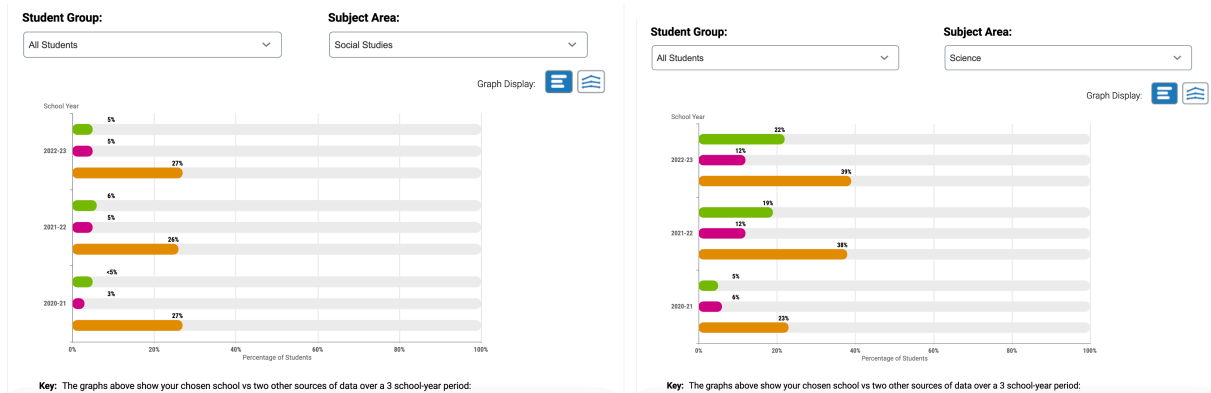 Student Group:
Subject Area:
All Students
Social Studies
Graph Display:
School Year
5%
2022-23
5%
27%
6%
2021-22
5%
26%
<5%
2020-21
3%
27%
0%
20%
40%
60%
80%
100%
Percentage of Students
Key: The graphs above show your chosen school vs two other sources of data over a 3 school-year period:
Student Group:
Subject Area:
All Students
Science
Graph Display:
School Year
22%
2022-23
12%
39%
19%
2021-22
12%
38%
5%
2020-21
6%
23%
0%
20%
40%
60%
80%
100%
Percentage of Students
Key: The graphs above show your chosen school vs two other sources of data over a 3 school-year period: